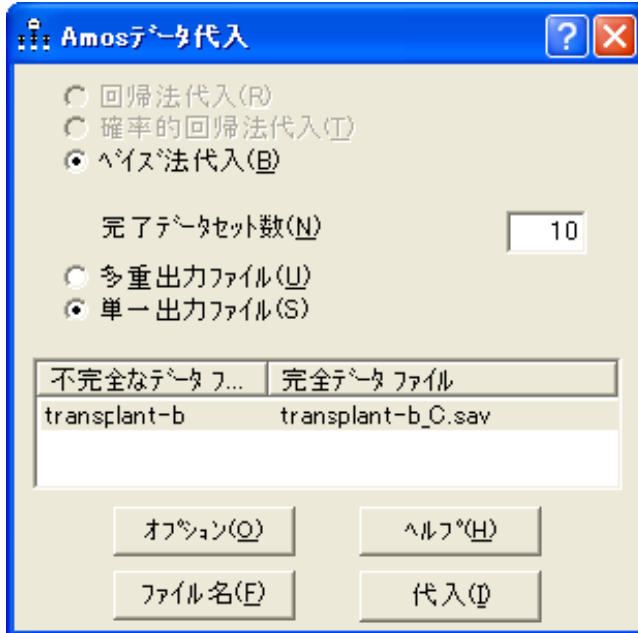 Amosﾃﾞｰﾀ代入
回帰法代入(R)
確率的回帰法代入(T)
ﾍﾞｲｽﾞ法代入(B)
完了ﾃﾞｰﾀセット数(N) 10
多重出力ﾌｧｲﾙ(U)
単一出力ﾌｧｲﾙ(S)
不完全なﾃﾞｰﾀ ﾌ... 完全ﾃﾞｰﾀ ﾌｧｲﾙ
transplant-b transplant-b_C.sav
ｵﾌﾟｼｮﾝ(O) ﾍﾙﾌﾟ(H)
ﾌｧｲﾙ名(F) 代入(I)